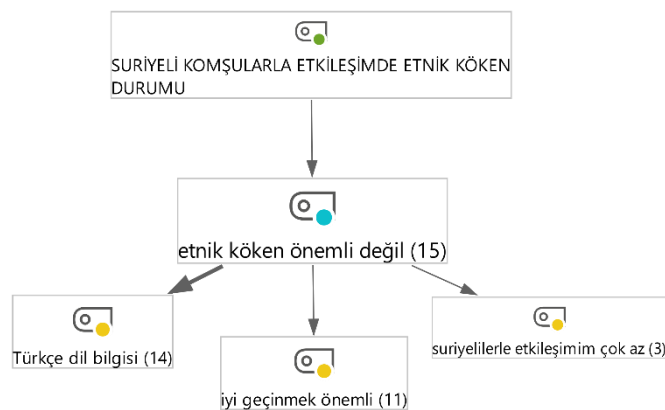 SURİYELİ KOMŞULARLA ETKİLEŞİMDE ETNİK KÖKEN
DURUMU
etnik köken önemli değil (15)
Türkçe dil bilgisi (14)
iyi geçinmek önemli (11)
suriyelilerle etkileşimim çok az (3)